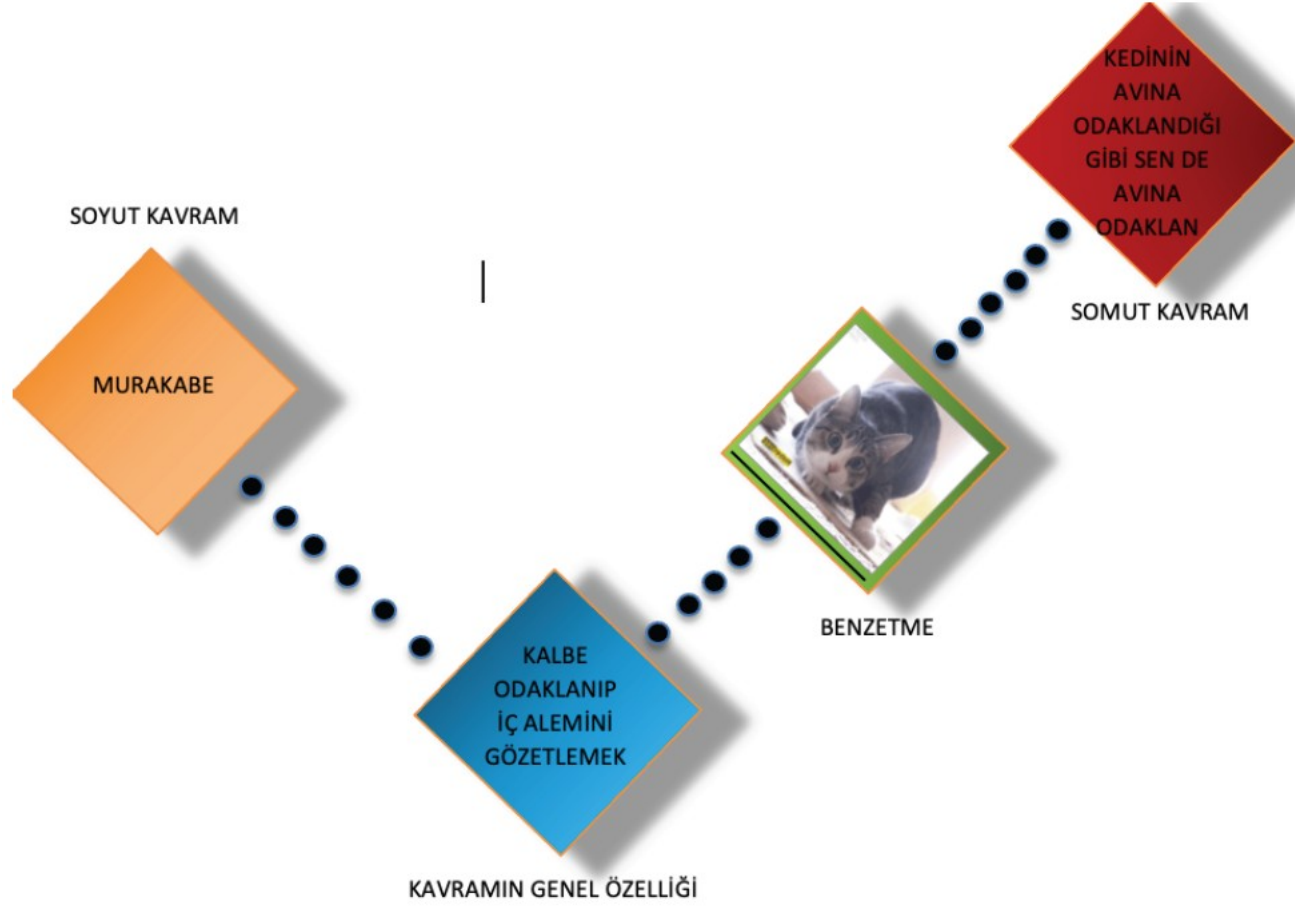 SOYUT KAVRAM
MURAKABE
KALBE
ODAKLANIP
İÇ ALEMİNİ
GÖZETLEMEK
KAVRAMIN GENEL ÖZELLİĞİ
BENZETME
KEDİNİN
AVINA
ODAKLANDIĞI
GİBİ SEN DE
AVINA
ODAKLAN
SOMUT KAVRAM